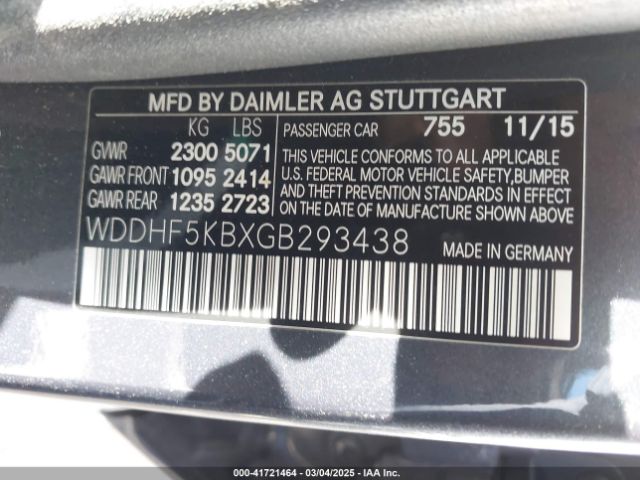 MFD BY DAIMLER AG STUTTGART
KG LBS PASSENGER CAR 755 11/15
GVWR 2300 5071
GAWR FRONT 1095 2414
GAWR REAR 1235 2723
THIS VEHICLE CONFORMS TO ALL APPLICABLE
U.S. FEDERAL MOTOR VEHICLE SAFETY, BUMPER
AND THEFT PREVENTION STANDARDS IN EFFECT
ON THE DATE OF MANUFACTURE SHOWN ABOVE.
WDDHF5KBXGB293438 MADE IN GERMANY
000-41721464 - 03/04/2025 - IAAI.COM